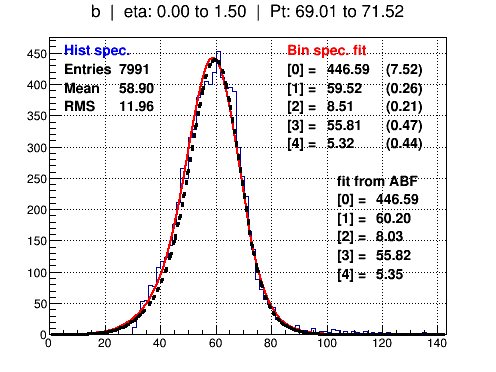 b | eta: 0.00 to 1.50 | Pt: 69.01 to 71.52
Hist spec.
Entries 7991
Mean 58.90
RMS 11.96
Bin spec. fit
[0] = 446.59 (7.52)
[1] = 59.52 (0.26)
[2] = 8.51 (0.21)
[3] = 55.81 (0.47)
[4] = 5.32 (0.44)
fit from ABF
[0] = 446.59
[1] = 60.20
[2] = 8.03
[3] = 55.82
[4] = 5.35
450
400
350
300
250
200
150
100
50
0
0 20 40 60 80 100 120 140